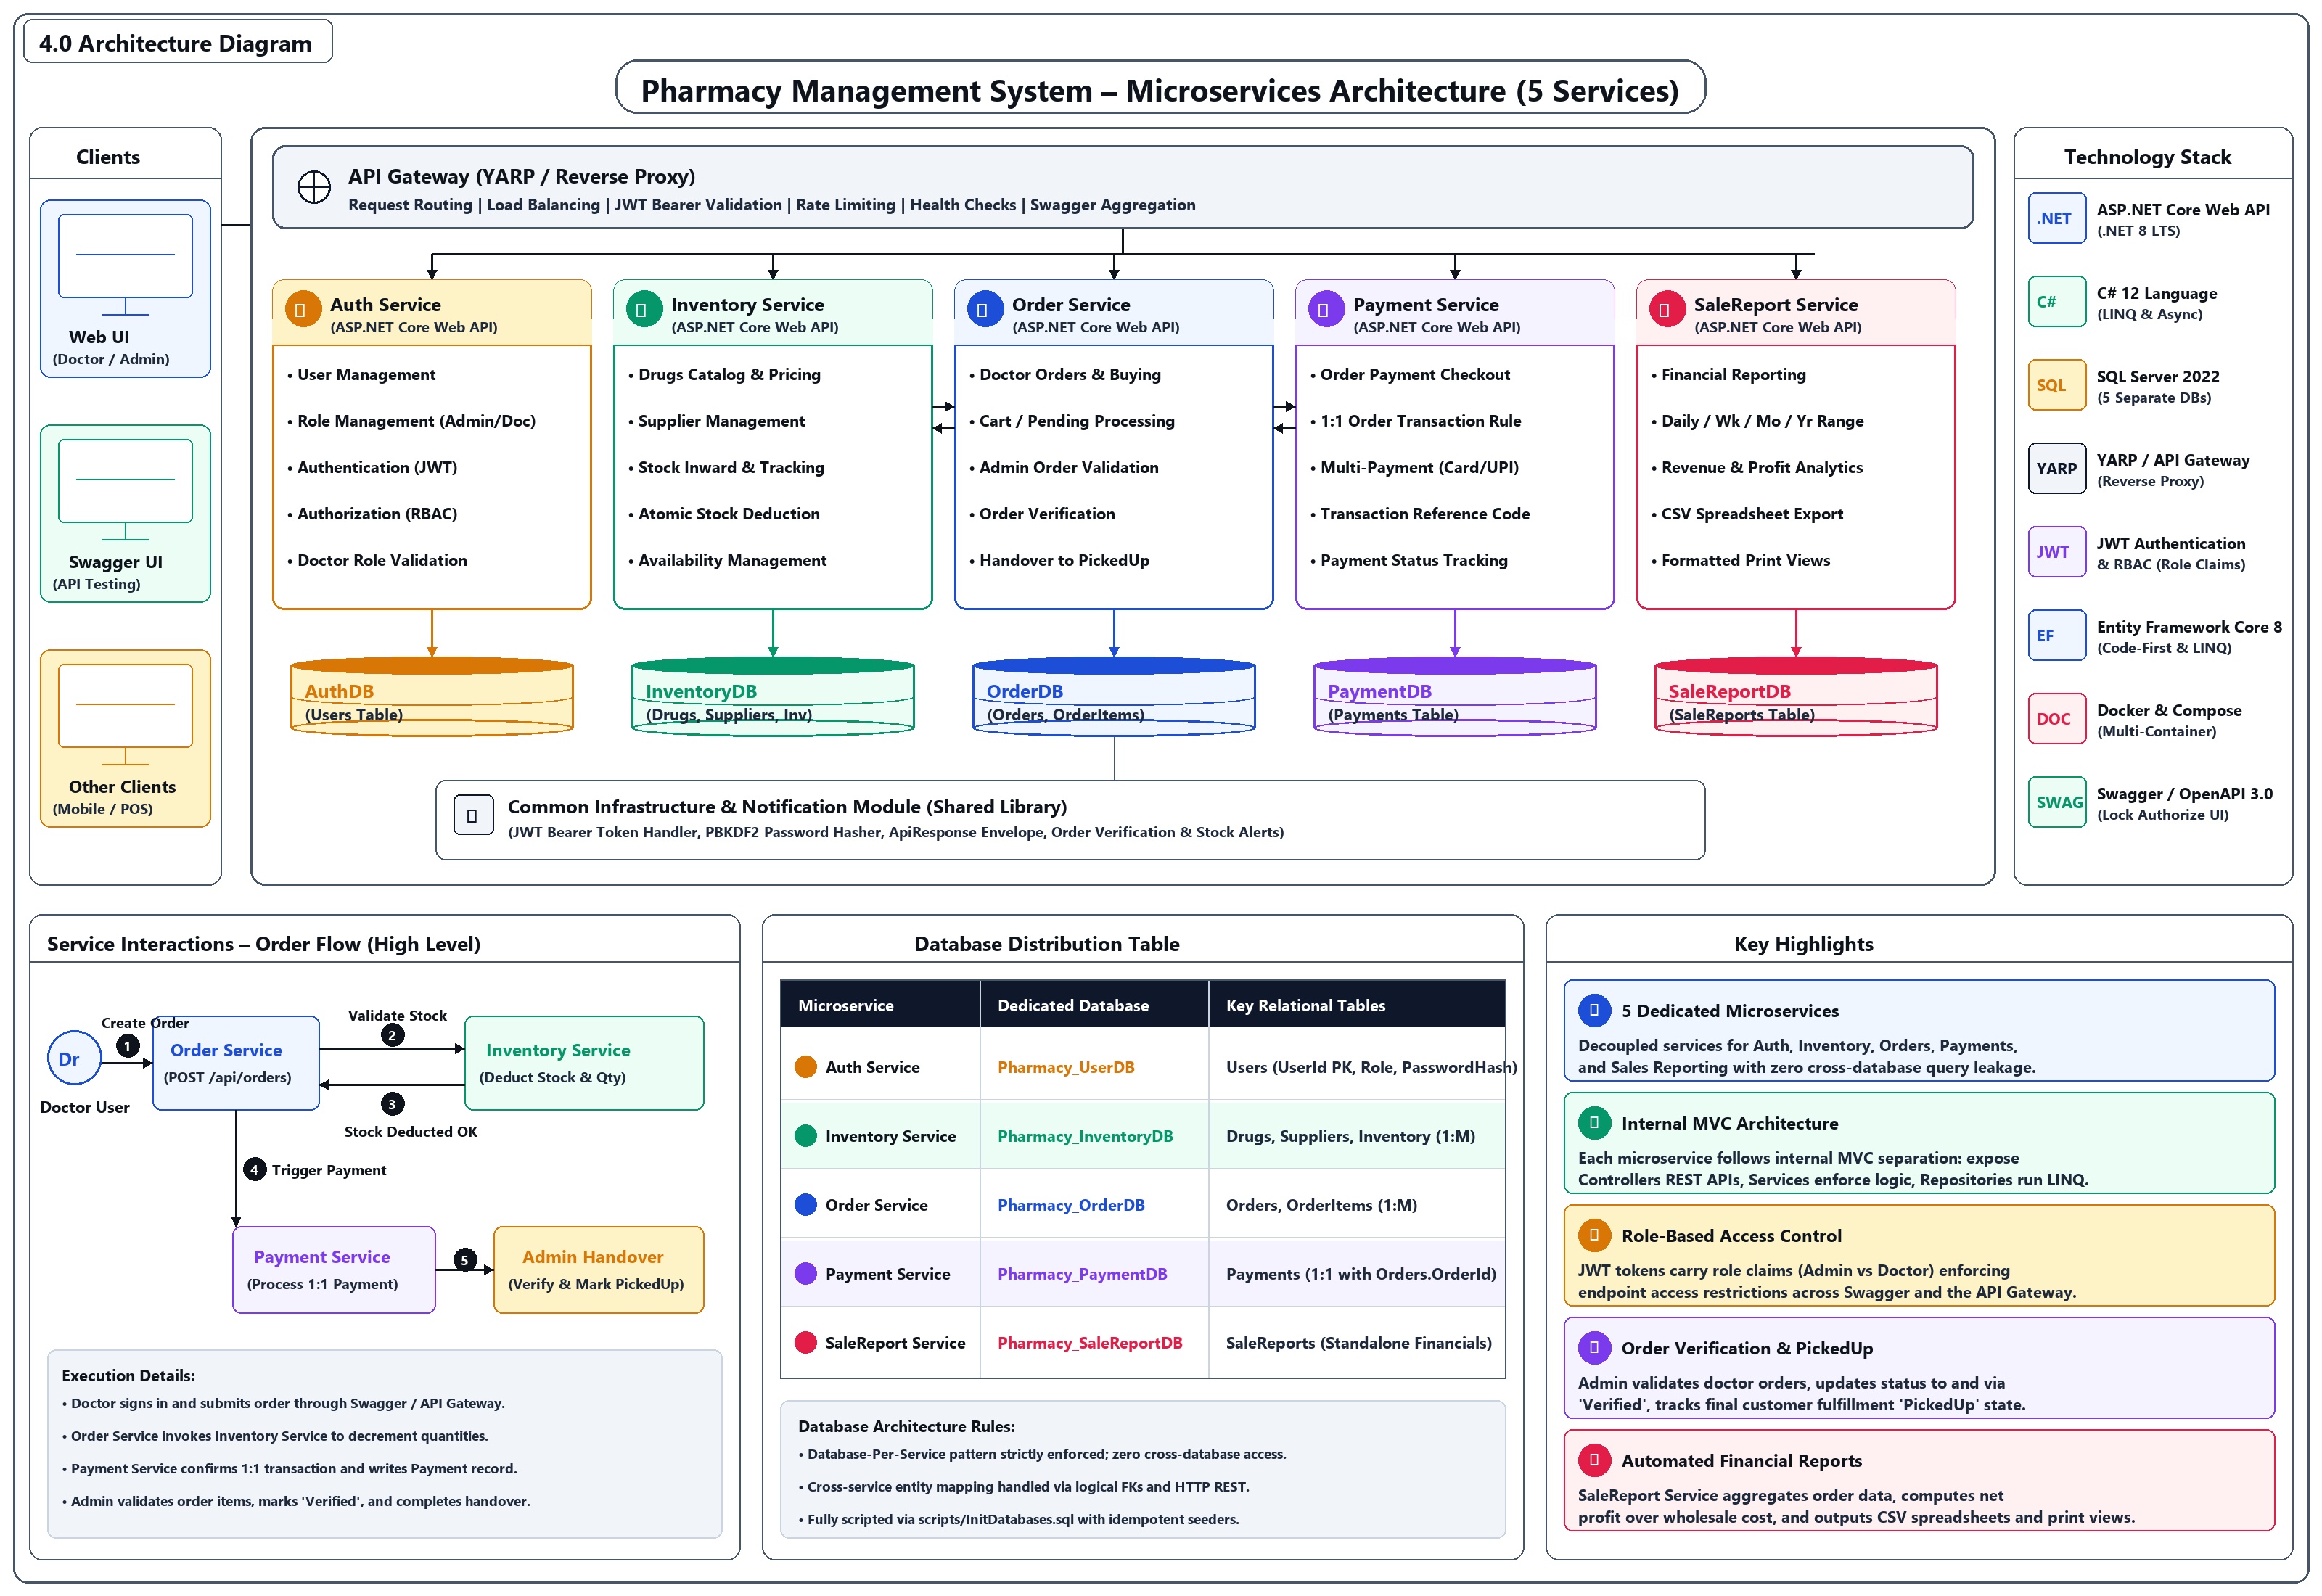 4.0 Architecture Diagram
Pharmacy Management System – Microservices Architecture (5 Services)
Clients
Web UI
(Doctor / Admin)
Swagger UI
(API Testing)
Other Clients
(Mobile / POS)
API Gateway (YARP / Reverse Proxy)
Request Routing | Load Balancing | JWT Bearer Validation | Rate Limiting | Health Checks | Swagger Aggregation
Auth Service
(ASP.NET Core Web API)
• User Management
• Role Management (Admin/Doc)
• Authentication (JWT)
• Authorization (RBAC)
• Doctor Role Validation
AuthDB
(Users Table)
Inventory Service
(ASP.NET Core Web API)
• Drugs Catalog & Pricing
• Supplier Management
• Stock Inward & Tracking
• Atomic Stock Deduction
• Availability Management
InventoryDB
(Drugs, Suppliers, Inv)
Order Service
(ASP.NET Core Web API)
• Doctor Orders & Buying
• Cart / Pending Processing
• Admin Order Validation
• Order Verification
• Handover to PickedUp
OrderDB
(Orders, OrderItems)
Payment Service
(ASP.NET Core Web API)
• Order Payment Checkout
• 1:1 Order Transaction Rule
• Multi-Payment (Card/UPI)
• Transaction Reference Code
• Payment Status Tracking
PaymentDB
(Payments Table)
SaleReport Service
(ASP.NET Core Web API)
• Financial Reporting
• Daily / Wk / Mo / Yr Range
• Revenue & Profit Analytics
• CSV Spreadsheet Export
• Formatted Print Views
SaleReportDB
(SaleReports Table)
Common Infrastructure & Notification Module (Shared Library)
(JWT Bearer Token Handler, PBKDF2 Password Hasher, ApiResponse Envelope, Order Verification & Stock Alerts)
Technology Stack
.NET
ASP.NET Core Web API
(.NET 8 LTS)
C#
C# 12 Language
(LINQ & Async)
SQL
SQL Server 2022
(5 Separate DBs)
YARP
YARP / API Gateway
(Reverse Proxy)
JWT
JWT Authentication
& RBAC (Role Claims)
EF
Entity Framework Core 8
(Code-First & LINQ)
DOC
Docker & Compose
(Multi-Container)
SWAG
Swagger / OpenAPI 3.0
(Lock Authorize UI)
Service Interactions – Order Flow (High Level)
Dr
Doctor User
Create Order
1
Order Service
(POST /api/orders)
Validate Stock
2
Inventory Service
(Deduct Stock & Qty)
3
Stock Deducted OK
4 Trigger Payment
Payment Service
(Process 1:1 Payment)
5
Admin Handover
(Verify & Mark PickedUp)
Execution Details:
• Doctor signs in and submits order through Swagger / API Gateway.
• Order Service invokes Inventory Service to decrement quantities.
• Payment Service confirms 1:1 transaction and writes Payment record.
• Admin validates order items, marks 'Verified', and completes handover.
Database Distribution Table
Microservice Dedicated Database Key Relational Tables
Auth Service Pharmacy_UserDB Users (UserId PK, Role, PasswordHash)
Inventory Service Pharmacy_InventoryDB Drugs, Suppliers, Inventory (1:M)
Order Service Pharmacy_OrderDB Orders, OrderItems (1:M)
Payment Service Pharmacy_PaymentDB Payments (1:1 with Orders.OrderId)
SaleReport Service Pharmacy_SaleReportDB SaleReports (Standalone Financials)
Database Architecture Rules:
• Database-Per-Service pattern strictly enforced; zero cross-database access.
• Cross-service entity mapping handled via logical FKs and HTTP REST.
• Fully scripted via scripts/InitDatabases.sql with idempotent seeders.
Key Highlights
5 Dedicated Microservices
Decoupled services for Auth, Inventory, Orders, Payments,
and Sales Reporting with zero cross-database query leakage.
Internal MVC Architecture
Each microservice follows internal MVC separation: expose
Controllers REST APIs, Services enforce logic, Repositories run LINQ.
Role-Based Access Control
JWT tokens carry role claims (Admin vs Doctor) enforcing
endpoint access restrictions across Swagger and the API Gateway.
Order Verification & PickedUp
Admin validates doctor orders, updates status to and via
'Verified', tracks final customer fulfillment 'PickedUp' state.
Automated Financial Reports
SaleReport Service aggregates order data, computes net
profit over wholesale cost, and outputs CSV spreadsheets and print views.